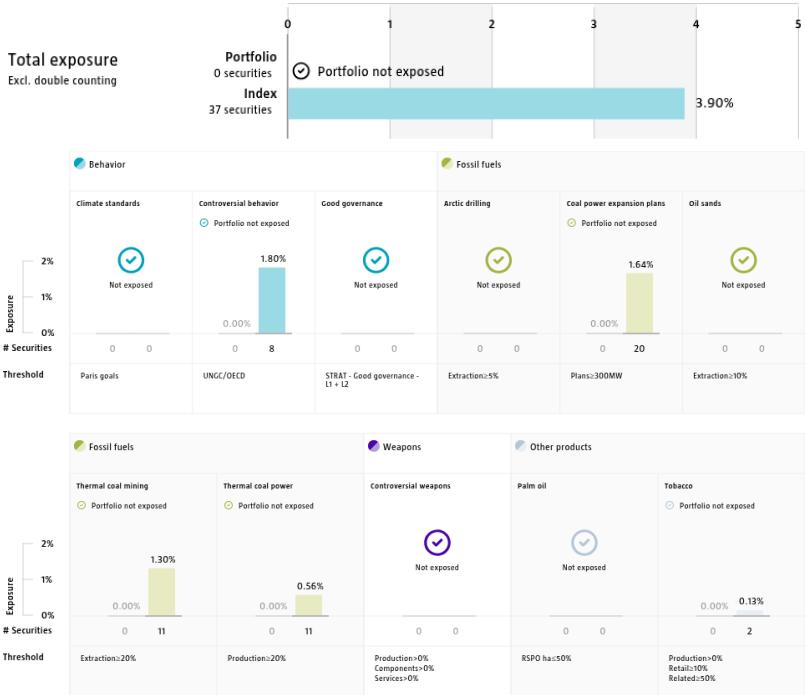 0 1 2 3 4 5
Total exposure
Excl. double counting
Portfolio
0 securities
Portfolio not exposed
Index
37 securities
3.90%
Behavior
Fossil fuels
Climate standards
Controversial behavior
Good governance
Arctic drilling
Coal power expansion plans
Oil sands
Portfolio not exposed
Portfolio not exposed
Exposure
2%
1%
0%
Not exposed
0.00%
1.80%
Not exposed
Not exposed
0.00%
1.64%
Not exposed
# Securities
0 0
0 8
0 0
0 0
0 20
0 0
Threshold
Paris goals
UNGC/OECD
STRAT - Good governance -
L1 + L2
Extraction≥5%
Plans≥300MW
Extraction≥10%
Fossil fuels
Weapons
Other products
Thermal coal mining
Thermal coal power
Controversial weapons
Palm oil
Tobacco
Portfolio not exposed
Portfolio not exposed
Portfolio not exposed
Exposure
2%
1%
0%
0.00%
1.30%
0.00%
0.56%
Not exposed
Not exposed
0.00%
0.13%
# Securities
0 11
0 11
0 0
0 0
0 2
Threshold
Extraction≥20%
Production≥20%
Production>0%
Components>0%
Services>0%
RSPO ha≤50%
Production>0%
Retail≥10%
Related≥50%